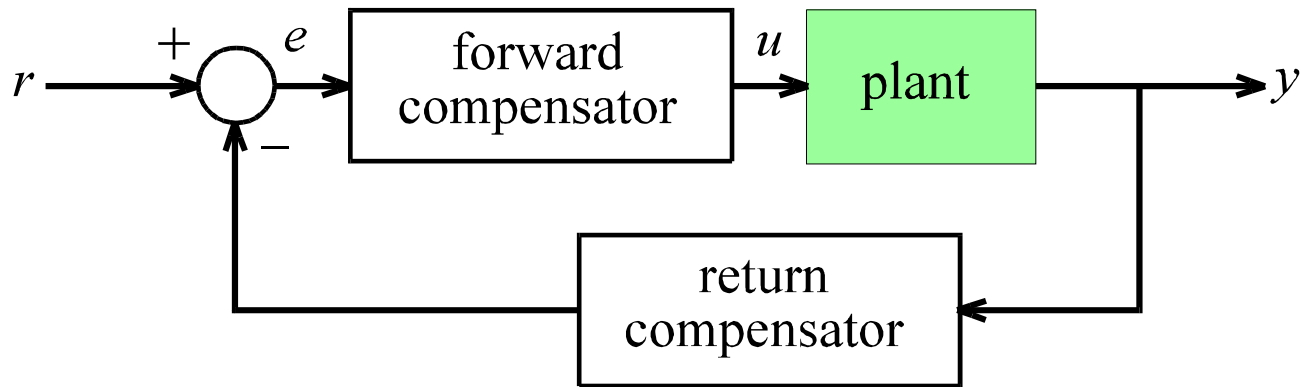 r
+
−
e
forward
compensator
u
plant
y
return
compensator